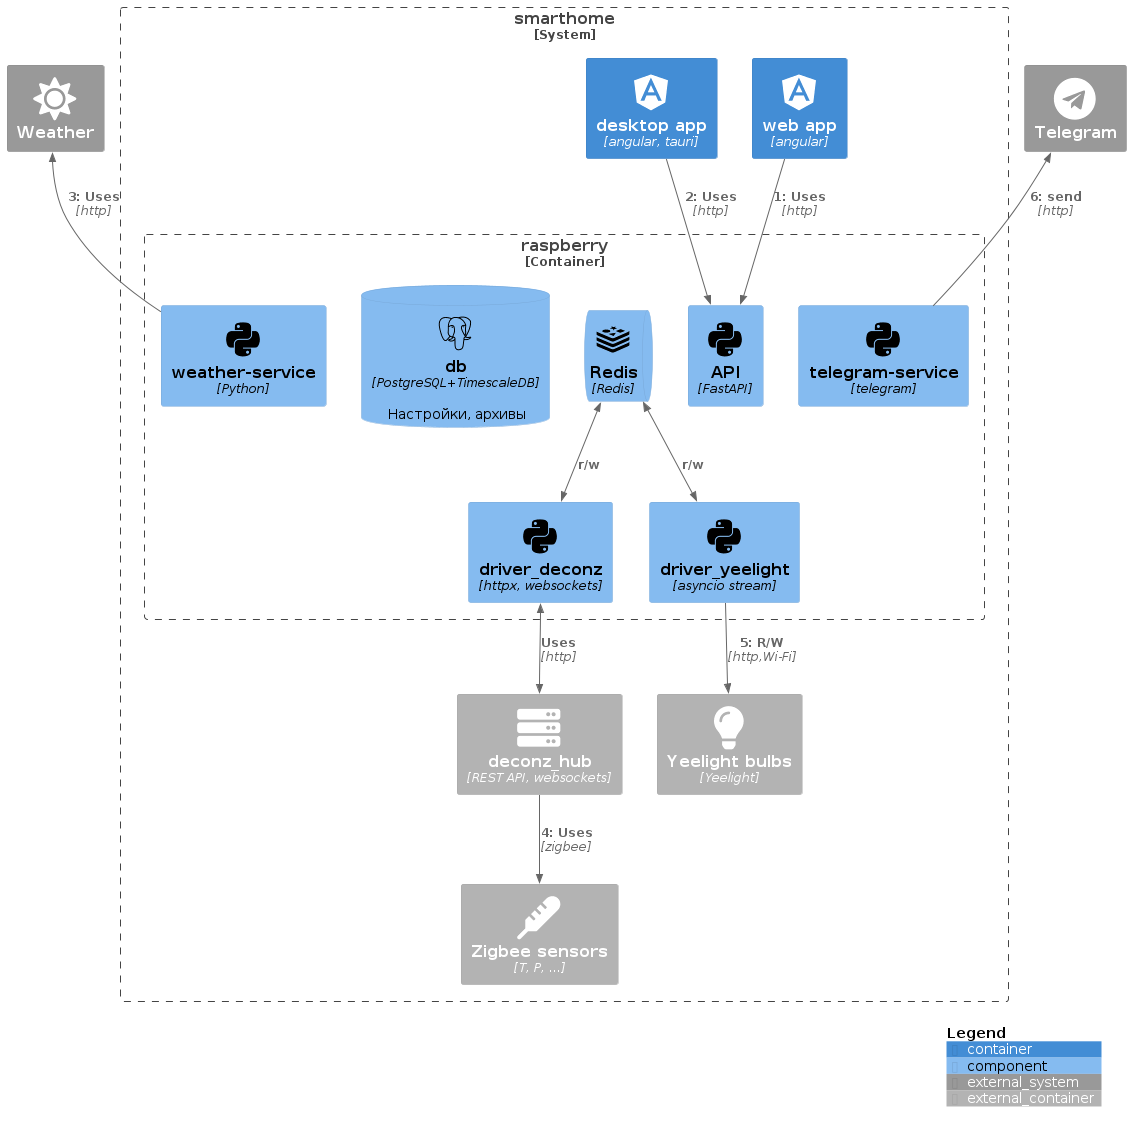 smarthome
[System]
Weather
desktop app
[angular, tauri]
web app
[angular]
Telegram
3: Uses
[http]
2: Uses
[http]
1: Uses
[http]
6: send
[http]
raspberry
[Container]
weather-service
[Python]
db
[PostgreSQL+TimescaleDB]
Настройки, архивы
Redis
[Redis]
API
[FastAPI]
telegram-service
[telegram]
r/w
r/w
driver_deconz
[httpx, websockets]
driver_yeelight
[asyncio stream]
Uses
[http]
5: R/W
[http,Wi-Fi]
deconz_hub
[REST API, websockets]
Yeelight bulbs
[Yeelight]
4: Uses
[zigbee]
Zigbee sensors
[T, P, ...]
Legend
container
component
external_system
external_container